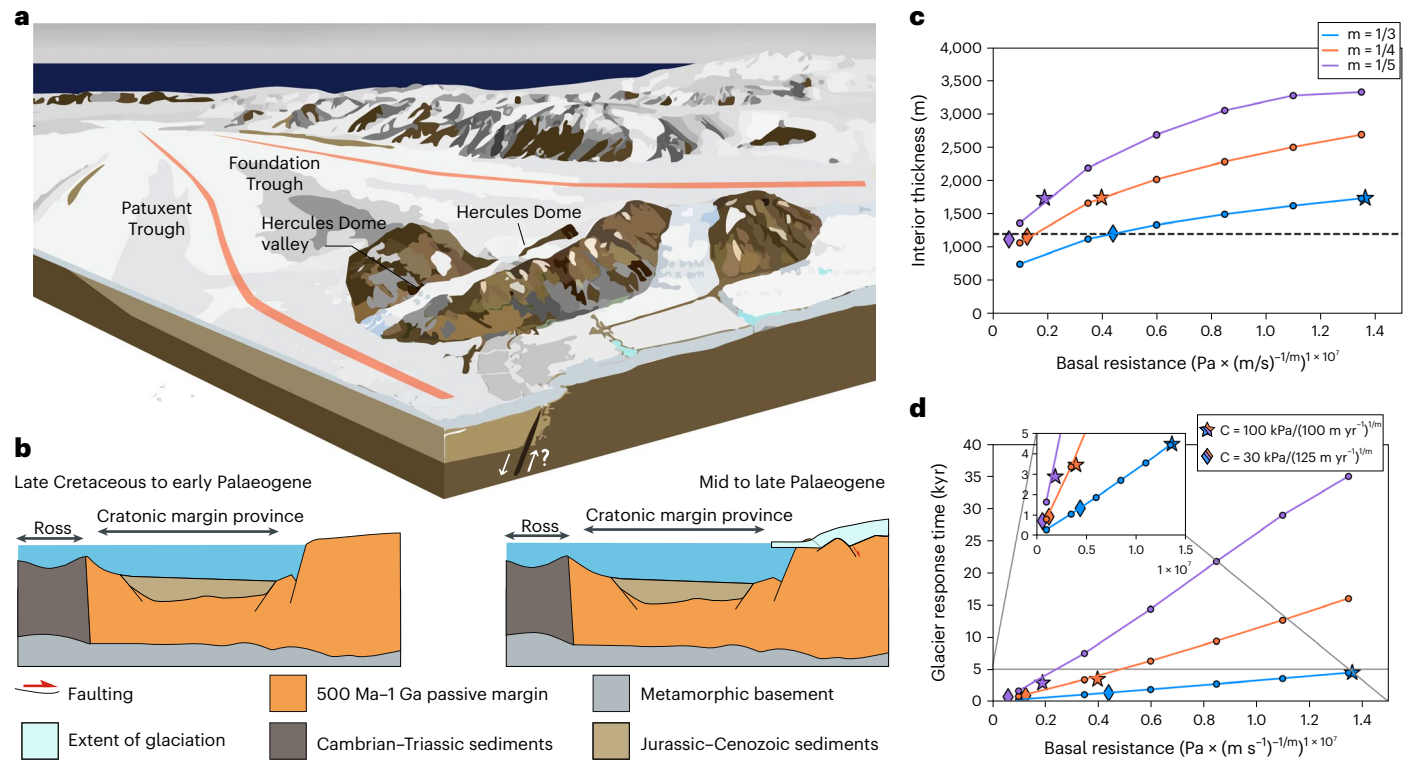 a
Foundation
Trough
Patuxent
Trough
Hercules Dome
valley
Hercules Dome
?
b
Late Cretaceous to early Palaeogene
Mid to late Palaeogene
Ross
Cratonic margin province
Ross
Cratonic margin province
Faulting
500 Ma–1 Ga passive margin
Metamorphic basement
Extent of glaciation
Cambrian–Triassic sediments
Jurassic–Cenozoic sediments
c
m = 1/3
m = 1/4
m = 1/5
4,000
3,500
3,000
2,500
2,000
1,500
1,000
500
0
Interior thickness (m)
0
0.2
0.4
0.6
0.8
1.0
1.2
1.4
Basal resistance (Pa × (m/s)^−1/m)^1 × 10^7
d
C = 100 kPa/(100 m yr^−1)^1/m
C = 30 kPa/(125 m yr^−1)^1/m
40
35
30
25
20
15
10
5
0
Glacier response time (kyr)
5
4
3
2
1
0
0
0.5
1.0
1.5
1 × 10^7
0
0.2
0.4
0.6
0.8
1.0
1.2
1.4
Basal resistance (Pa × (m s^−1)^−1/m)^1 × 10^7